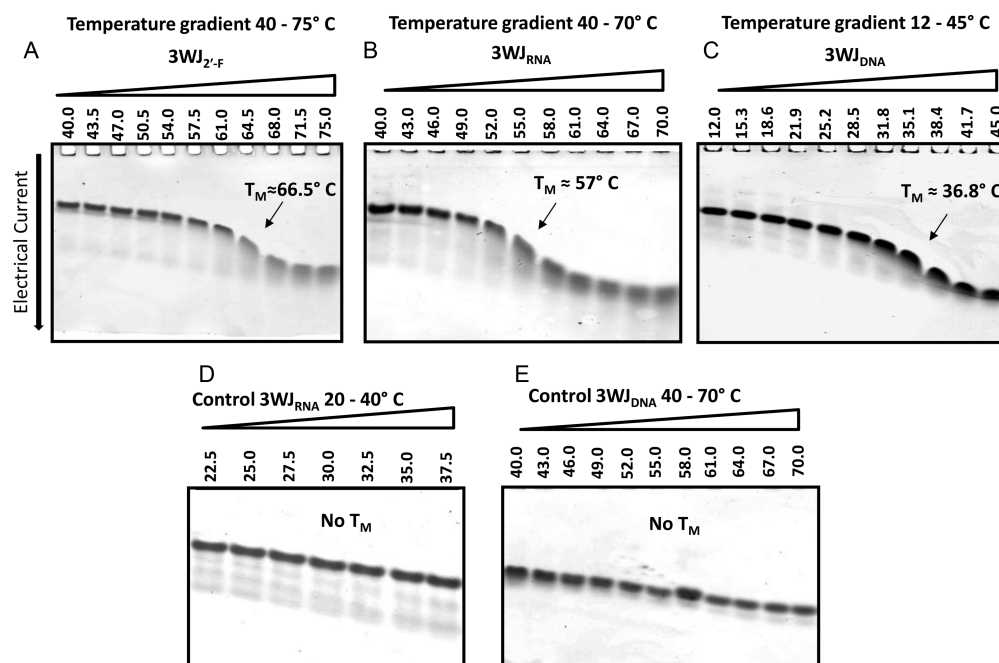 Temperature gradient 40 - 75° C
A
3WJ2′-F
40.0 43.5 47.0 50.5 54.0 57.5 61.0 64.5 68.0 71.5 75.0
TM≈66.5° C
Electrical Current
Temperature gradient 40 - 70° C
B
3WJRNA
40.0 43.0 46.0 49.0 52.0 55.0 58.0 61.0 64.0 67.0 70.0
TM ≈ 57° C
Temperature gradient 12 - 45° C
C
3WJDNA
12.0 15.3 18.6 21.9 25.2 28.5 31.8 35.1 38.4 41.7 45.0
TM ≈ 36.8° C
D
Control 3WJRNA 20 - 40° C
22.5 25.0 27.5 30.0 32.5 35.0 37.5
No TM
E
Control 3WJDNA 40 - 70° C
40.0 43.0 46.0 49.0 52.0 55.0 58.0 61.0 64.0 67.0 70.0
No TM